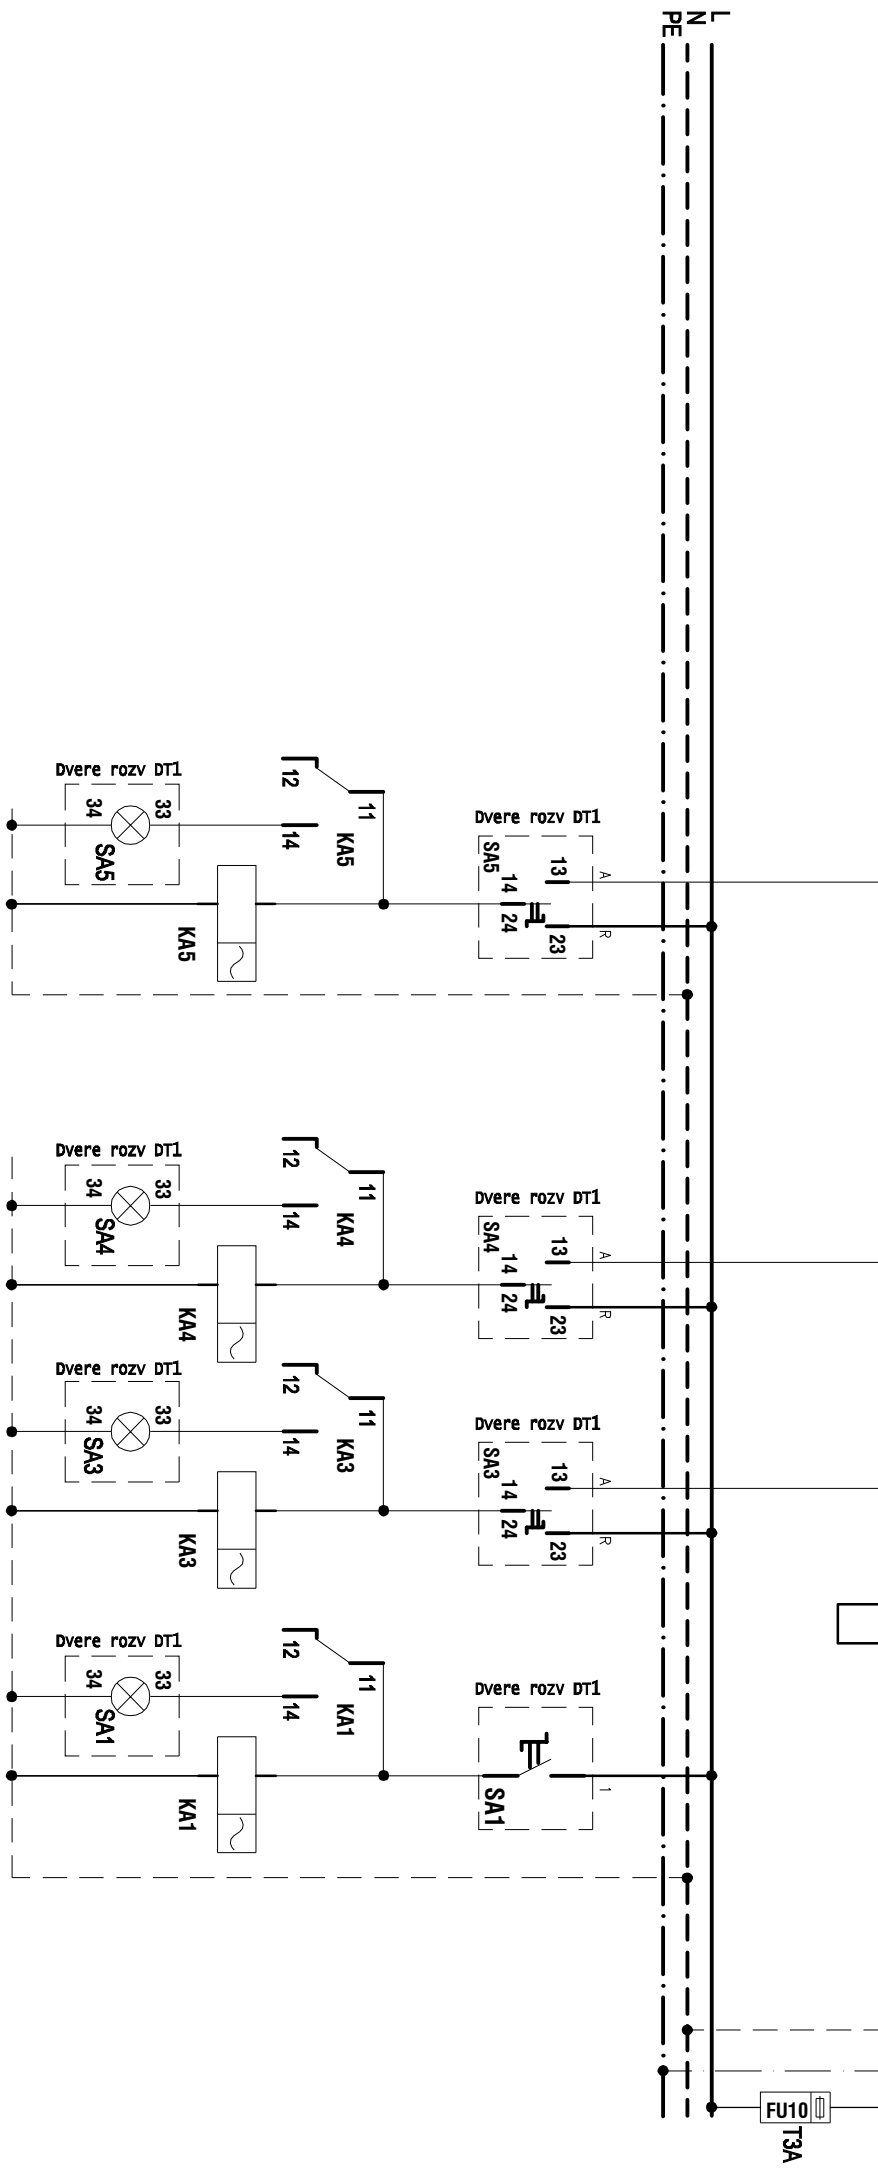 L
N
PE
Dvere rozv DT1
34
33
SA5
12
11
14
KA5
KA5
Dvere rozv DT1
SA5
13
14
24
23
A
R
Dvere rozv DT1
34
33
SA4
12
11
14
KA4
KA4
Dvere rozv DT1
SA4
13
14
24
23
A
R
Dvere rozv DT1
34
33
SA3
12
11
14
KA3
KA3
Dvere rozv DT1
SA3
13
14
24
23
A
R
Dvere rozv DT1
34
33
SA1
12
11
14
KA1
KA1
Dvere rozv DT1
SA1
1
FU10
T3A